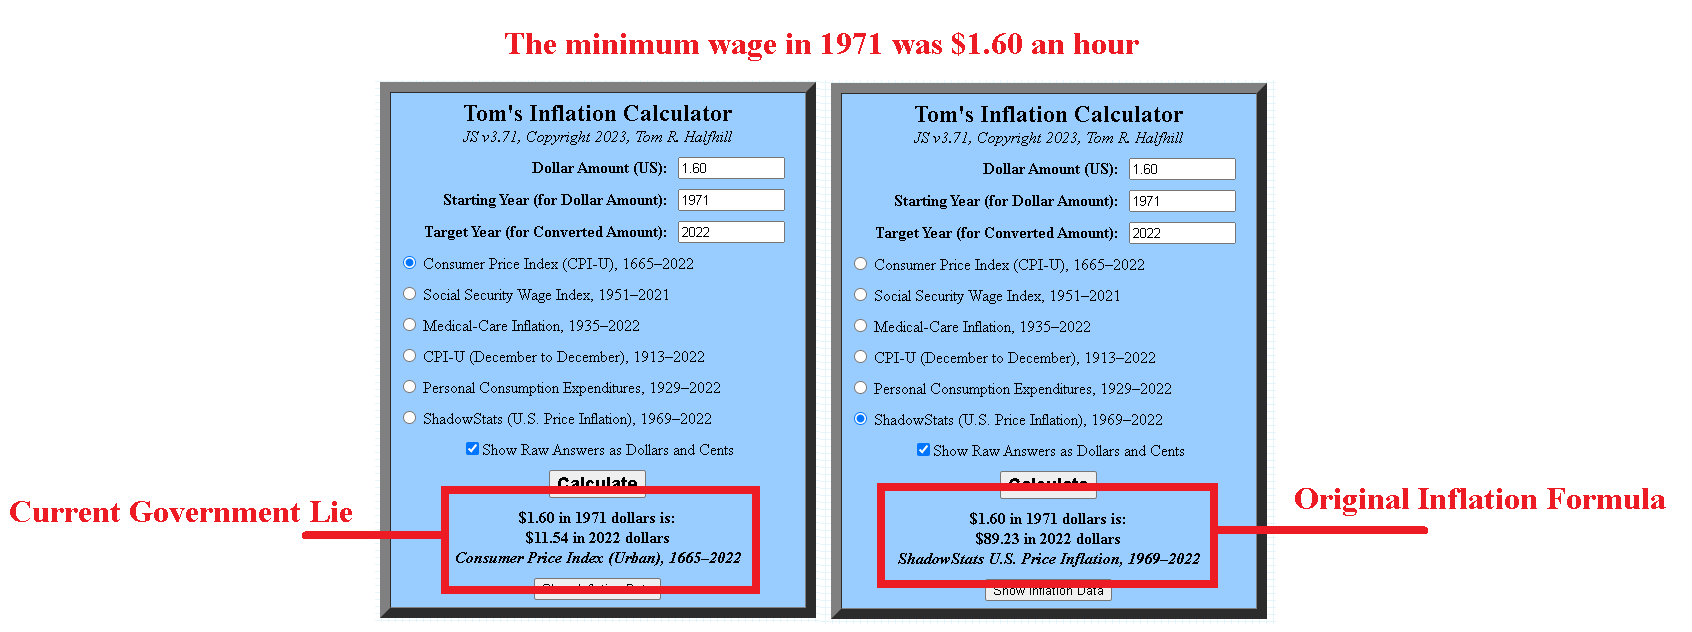 The minimum wage in 1971 was $1.60 an hour
Tom's Inflation Calculator
JS v3.71, Copyright 2023, Tom R. Halfhill
Dollar Amount (US): 1.60
Starting Year (for Dollar Amount): 1971
Target Year (for Converted Amount): 2022
Consumer Price Index (CPI-U), 1665–2022
Social Security Wage Index, 1951–2021
Medical-Care Inflation, 1935–2022
CPI-U (December to December), 1913–2022
Personal Consumption Expenditures, 1929–2022
ShadowStats (U.S. Price Inflation), 1969–2022
Show Raw Answers as Dollars and Cents
Calculate
Current Government Lie
$1.60 in 1971 dollars is:
$11.54 in 2022 dollars
Consumer Price Index (Urban), 1665–2022
Show Inflation Data
Tom's Inflation Calculator
JS v3.71, Copyright 2023, Tom R. Halfhill
Dollar Amount (US): 1.60
Starting Year (for Dollar Amount): 1971
Target Year (for Converted Amount): 2022
Consumer Price Index (CPI-U), 1665–2022
Social Security Wage Index, 1951–2021
Medical-Care Inflation, 1935–2022
CPI-U (December to December), 1913–2022
Personal Consumption Expenditures, 1929–2022
ShadowStats (U.S. Price Inflation), 1969–2022
Show Raw Answers as Dollars and Cents
Calculate
$1.60 in 1971 dollars is:
$89.23 in 2022 dollars
ShadowStats U.S. Price Inflation, 1969–2022
Show Inflation Data
Original Inflation Formula